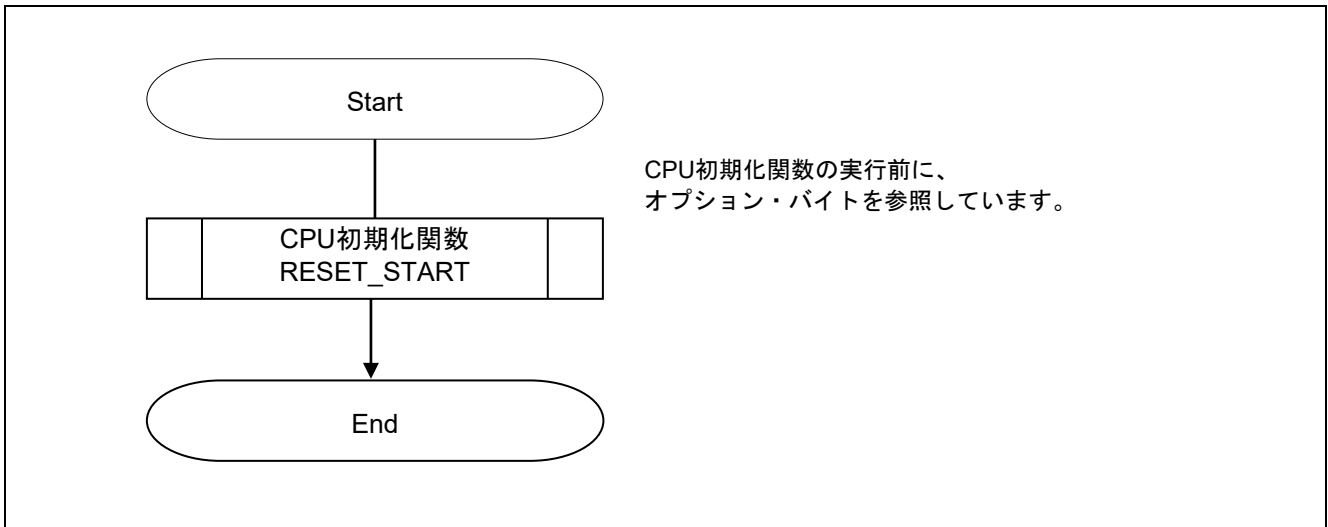 Start
CPU初期化関数の実行前に、
オプション・バイトを参照しています。
CPU初期化関数
RESET_START
End